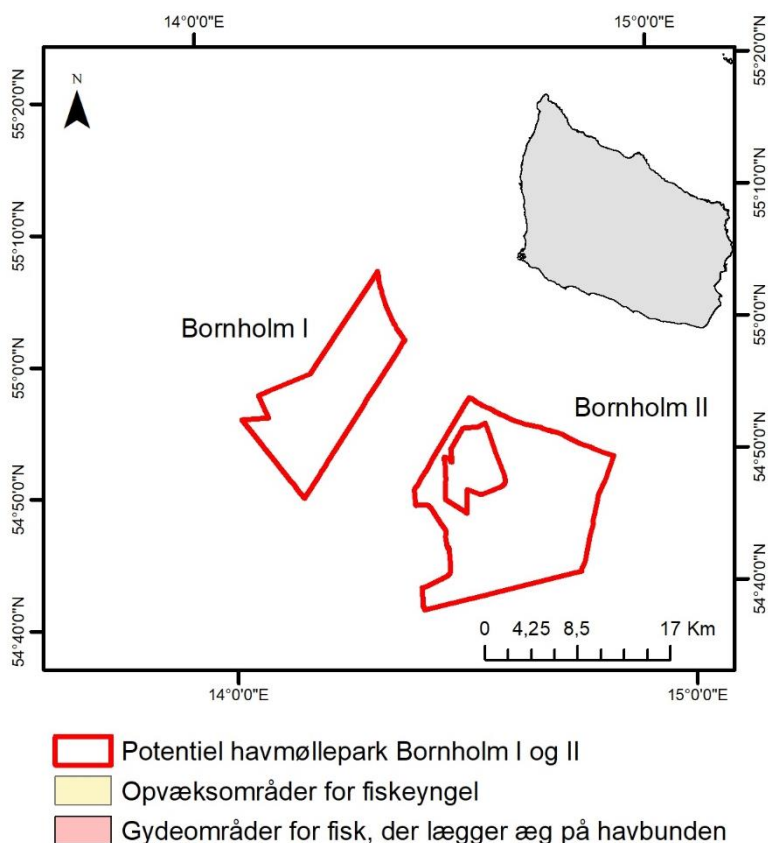 14°0'0"E 15°0'0"E
N
55°20'0"N
55°10'0"N
55°0'0"N
54°50'0"N
54°40'0"N
55°20'0"N
55°10'0"N
55°0'0"N
54°50'0"N
54°40'0"N
Bornholm I
Bornholm II
0 4,25 8,5 17 Km
14°0'0"E 15°0'0"E
Potentiel havmøllepark Bornholm I og II
Opvæksområder for fiskeyngel
Gydeområder for fisk, der lægger æg på havbunden